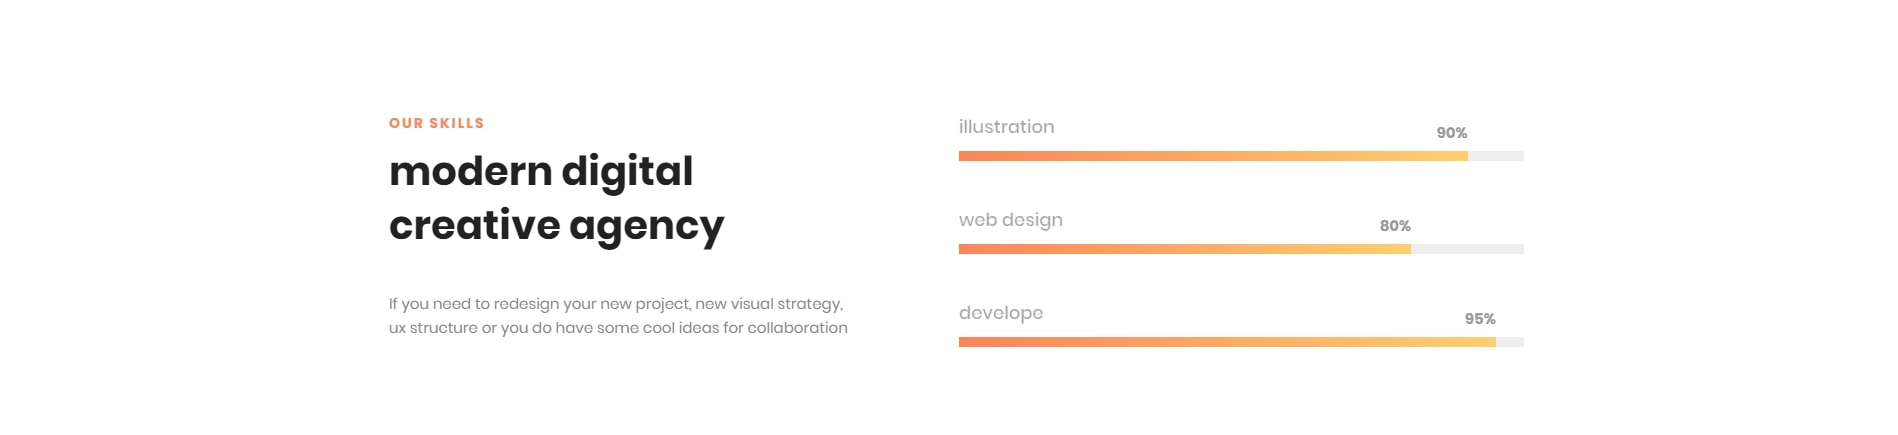 OUR SKILLS
modern digital
creative agency
If you need to redesign your new project, new visual strategy,
ux structure or you do have some cool ideas for collaboration
illustration
90%
web design
80%
develope
95%